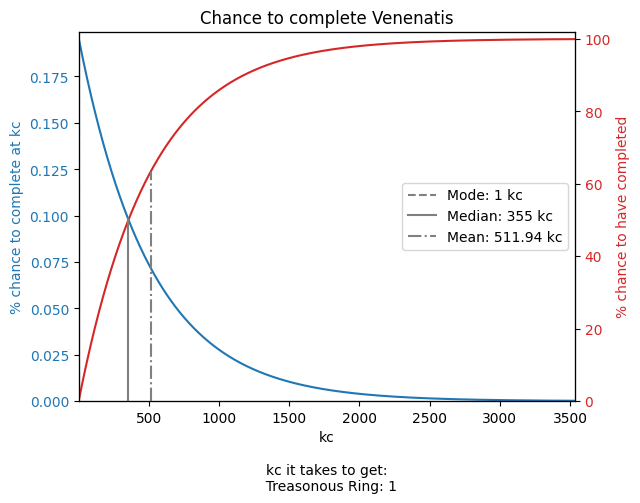 Chance to complete Venenatis
% chance to complete at kc
0.175
0.150
0.125
0.100
0.075
0.050
0.025
0.000
100
80
60
40
20
0
% chance to have completed
Mode: 1 kc
Median: 355 kc
Mean: 511.94 kc
500 1000 1500 2000 2500 3000 3500
kc
kc it takes to get:
Treasonous Ring: 1